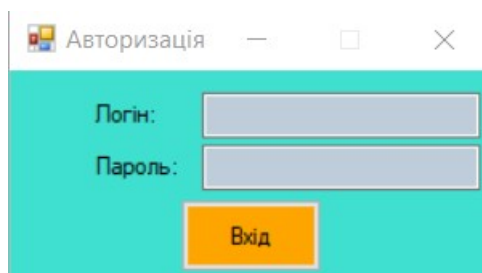 Авторизація
Логін:
Пароль:
Вхід